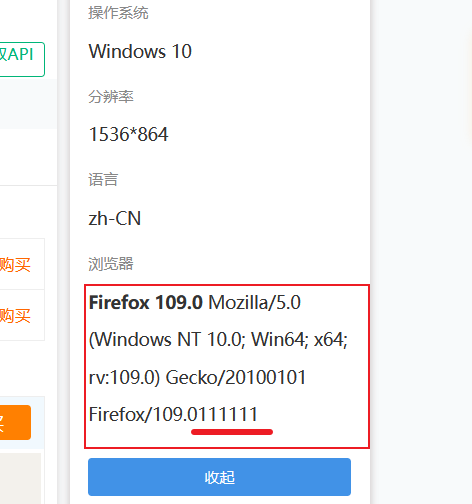 操作系统
Windows 10
权API
分辨率
1536*864
语言
zh-CN
浏览器
购买
购买
Firefox 109.0 Mozilla/5.0
(Windows NT 10.0; Win64; x64;
rv:109.0) Gecko/20100101
Firefox/109.0111111
买
收起